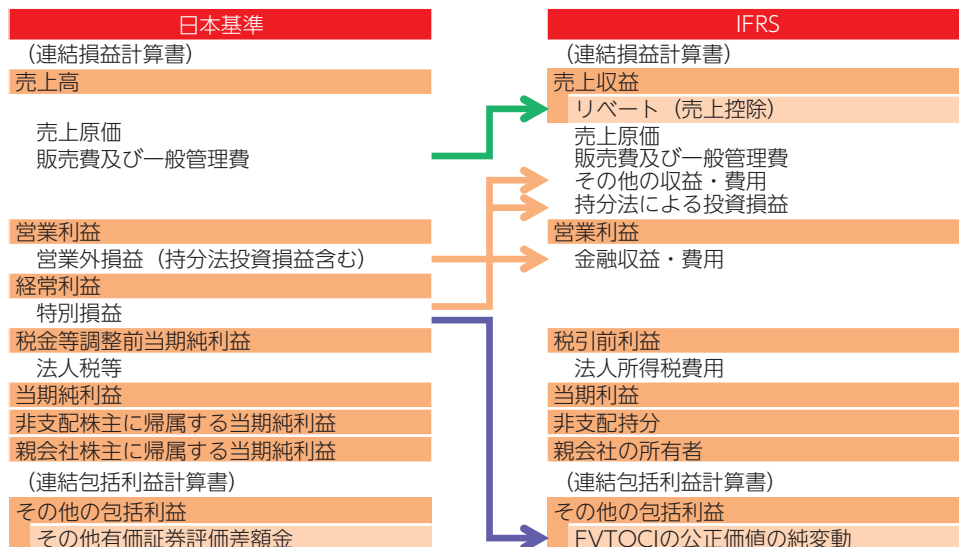 日本基準
(連結損益計算書)
売上高
売上原価
販売費及び一般管理費
営業利益
営業外損益(持分法投資損益含む)
経常利益
特別損益
税金等調整前当期純利益
法人税等
当期純利益
非支配株主に帰属する当期純利益
親会社株主に帰属する当期純利益
(連結包括利益計算書)
その他の包括利益
その他有価証券評価差額金
IFRS
(連結損益計算書)
売上収益
リベート(売上控除)
売上原価
販売費及び一般管理費
その他の収益・費用
持分法による投資損益
営業利益
金融収益・費用
税引前利益
法人所得税費用
当期利益
非支配持分
親会社の所有者
(連結包括利益計算書)
その他の包括利益
FVTOCIの公正価値の純変動